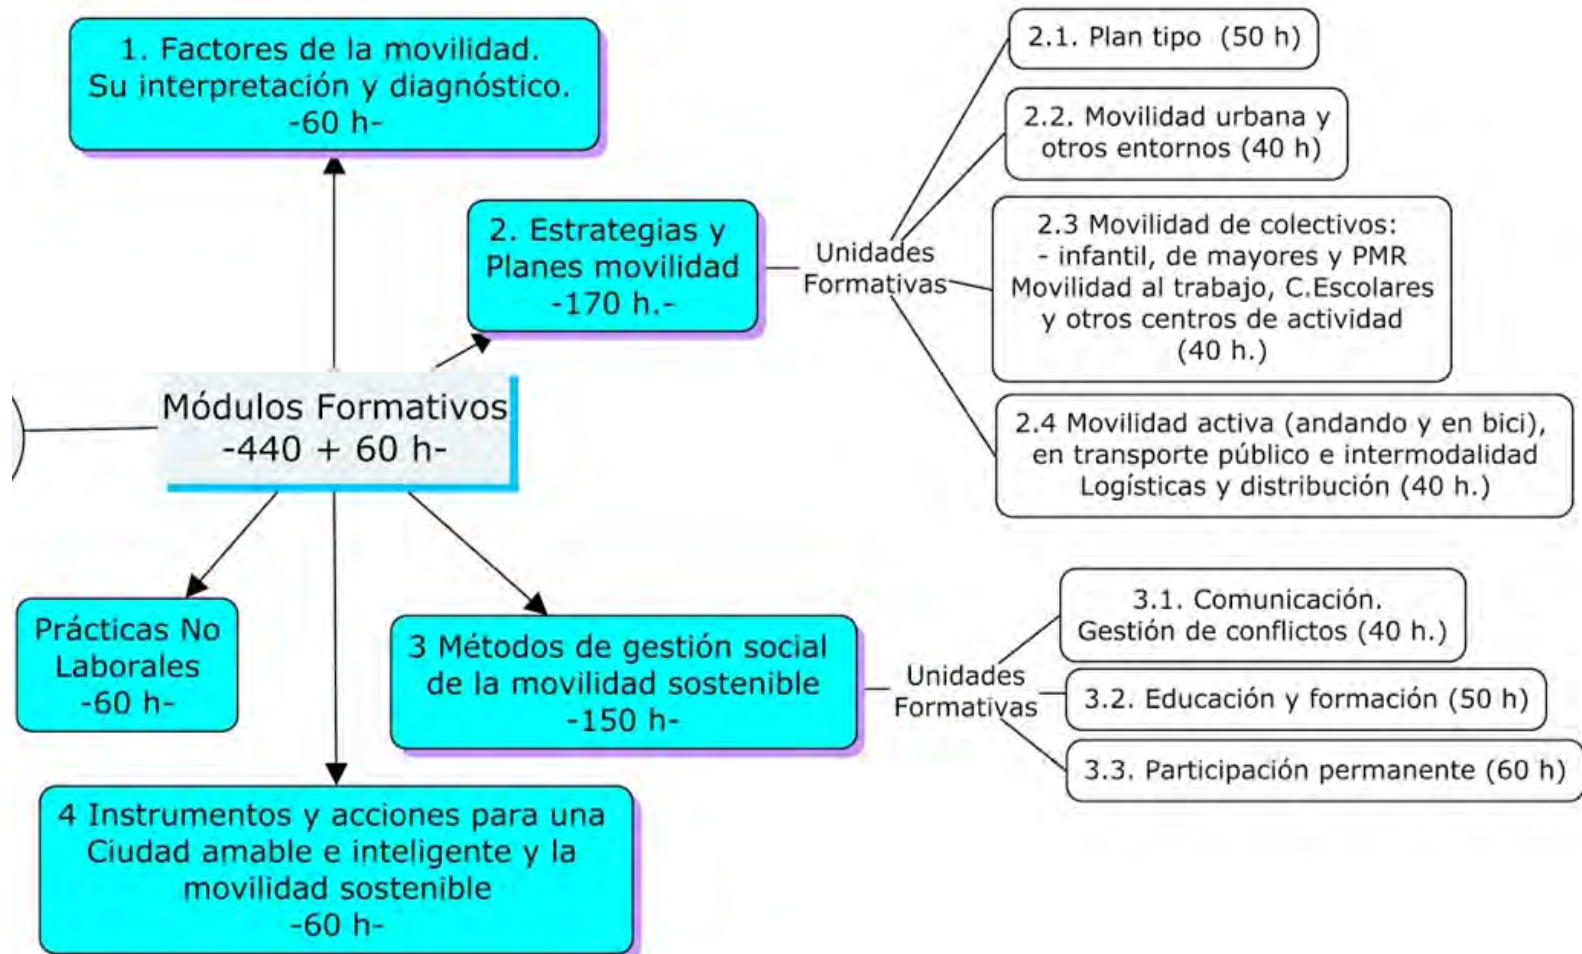 1. Factores de la movilidad.
Su interpretación y diagnóstico.
-60 h-
2. Estrategias y
Planes movilidad
-170 h.-
Unidades
Formativas
2.1. Plan tipo (50 h)
2.2. Movilidad urbana y
otros entornos (40 h)
2.3 Movilidad de colectivos:
- infantil, de mayores y PMR
Movilidad al trabajo, C.Escolares
y otros centros de actividad
(40 h.)
2.4 Movilidad activa (andando y en bici),
en transporte público e intermodalidad
Logísticas y distribución (40 h.)
Módulos Formativos
-440 + 60 h-
Prácticas No
Laborales
-60 h-
3 Métodos de gestión social
de la movilidad sostenible
-150 h-
Unidades
Formativas
3.1. Comunicación.
Gestión de conflictos (40 h.)
3.2. Educación y formación (50 h)
3.3. Participación permanente (60 h)
4 Instrumentos y acciones para una
Ciudad amable e inteligente y la
movilidad sostenible
-60 h-